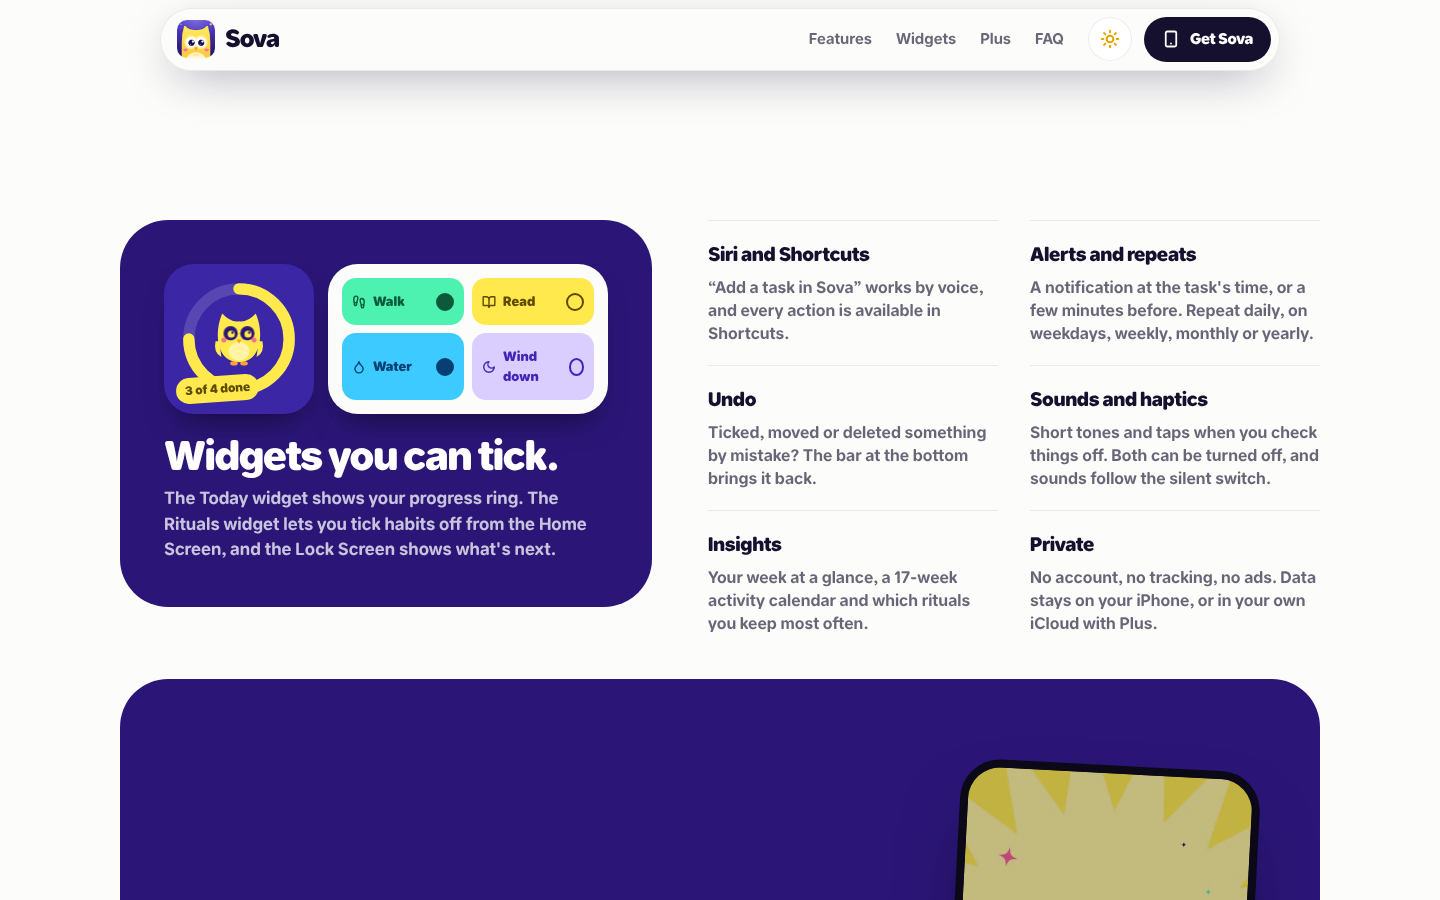 Sova
Features
Widgets
Plus
FAQ
Get Sova
Walk
Read
Water
Wind
down
3 of 4 done
Widgets you can tick.
The Today widget shows your progress ring. The
Rituals widget lets you tick habits off from the Home
Screen, and the Lock Screen shows what's next.
Siri and Shortcuts
“Add a task in Sova” works by voice,
and every action is available in
Shortcuts.
Alerts and repeats
A notification at the task's time, or a
few minutes before. Repeat daily, on
weekdays, weekly, monthly or yearly.
Undo
Ticked, moved or deleted something
by mistake? The bar at the bottom
brings it back.
Sounds and haptics
Short tones and taps when you check
things off. Both can be turned off, and
sounds follow the silent switch.
Insights
Your week at a glance, a 17-week
activity calendar and which rituals
you keep most often.
Private
No account, no tracking, no ads. Data
stays on your iPhone, or in your own
iCloud with Plus.